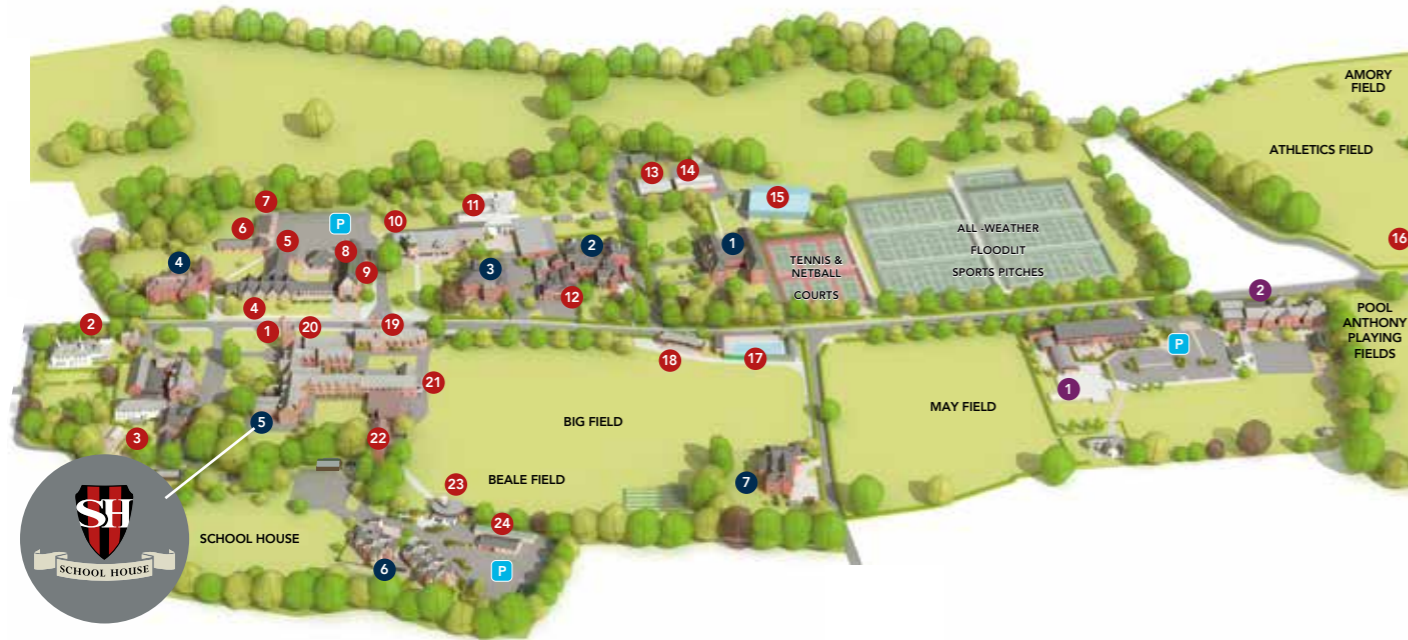 AMORY
FIELD
ATHLETICS FIELD
13
14
15
7
11
16
P
10
6
5
8
2
1
ALL -WEATHER
FLOODLIT
SPORTS PITCHES
4
3
9
TENNIS &
NETBALL
COURTS
12
2
4
POOL
ANTHONY
PLAYING
FIELDS
2
1
20
19
P
18
17
21
1
MAY FIELD
BIG FIELD
5
3
22
BEALE FIELD
7
23
SH
SCHOOL HOUSE
24
SCHOOL HOUSE
6
P